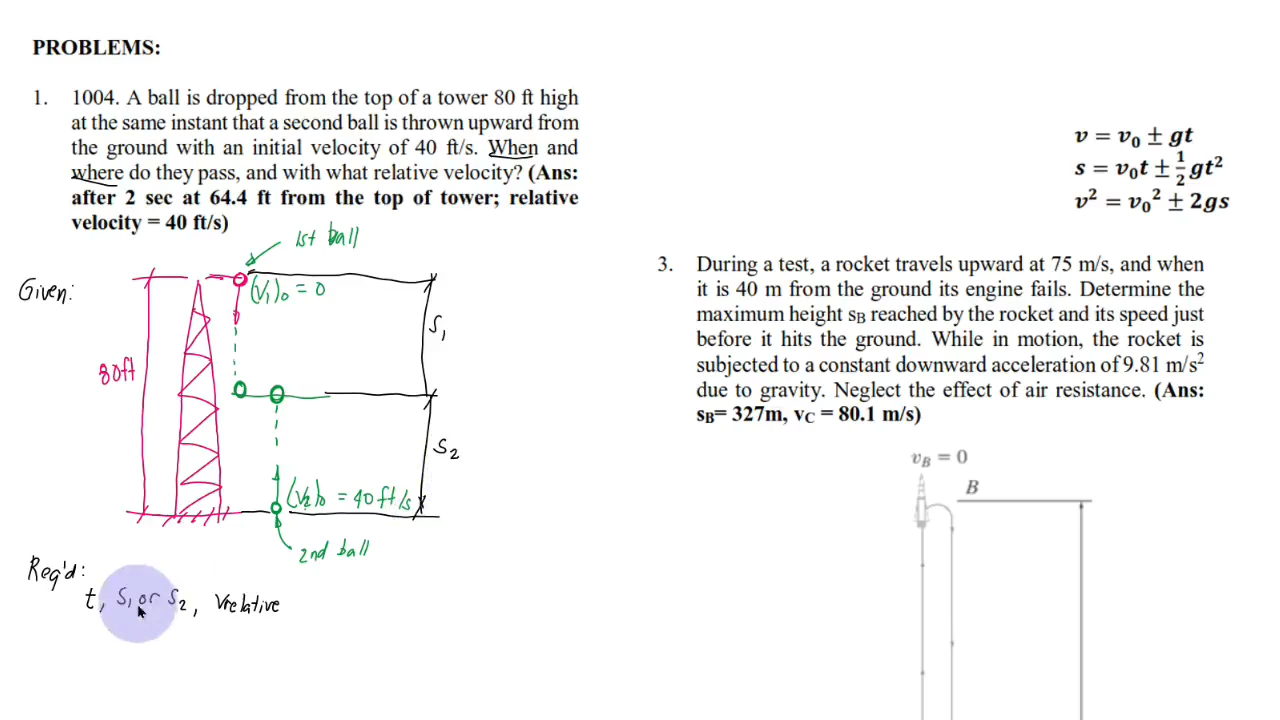 PROBLEMS:
1. 1004. A ball is dropped from the top of a tower 80 ft high
at the same instant that a second ball is thrown upward from
the ground with an initial velocity of 40 ft/s. When and
where do they pass, and with what relative velocity? (Ans:
after 2 sec at 64.4 ft from the top of tower; relative
velocity = 40 ft/s)
1st ball
Given:
(V₁)₀ = 0
S₁
80ft
S₂
(V₂)₀ = 40 ft/s
2nd ball
Req'd:
t, S₁ or S₂, Vrelative
v = v₀ ± gt
s = v₀t ± ½gt²
v² = v₀² ± 2gs
3. During a test, a rocket travels upward at 75 m/s, and when
it is 40 m from the ground its engine fails. Determine the
maximum height sB reached by the rocket and its speed just
before it hits the ground. While in motion, the rocket is
subjected to a constant downward acceleration of 9.81 m/s²
due to gravity. Neglect the effect of air resistance. (Ans:
sB= 327m, vC = 80.1 m/s)
vB = 0
B